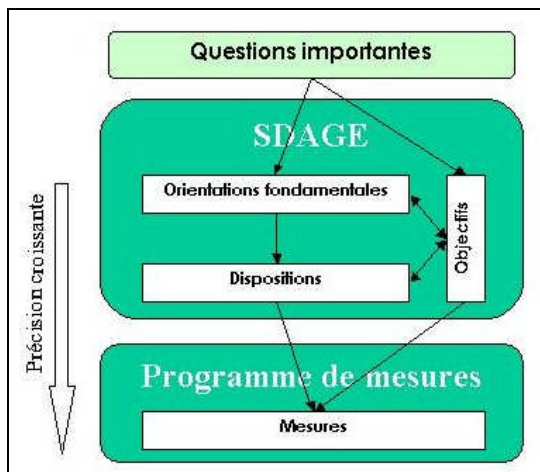 Questions importantes
SDAGE
Orientations fondamentales
Objectifs
Dispositions
Précision croissante
Programme de mesures
Mesures